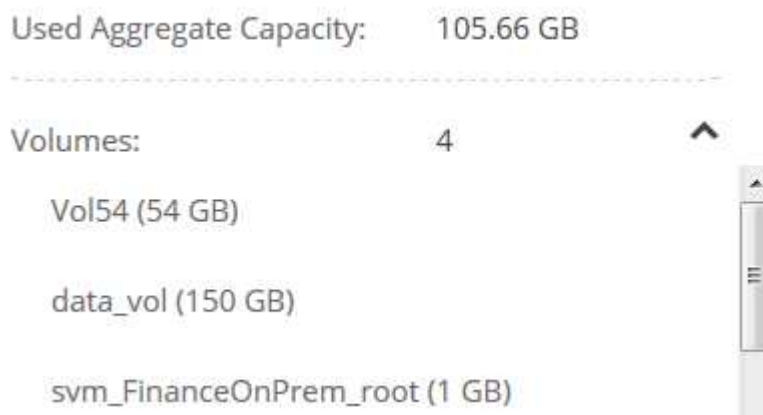 Used Aggregate Capacity: 105.66 GB
Volumes: 4
Vol54 (54 GB)
data_vol (150 GB)
svm_FinanceOnPrem_root (1 GB)